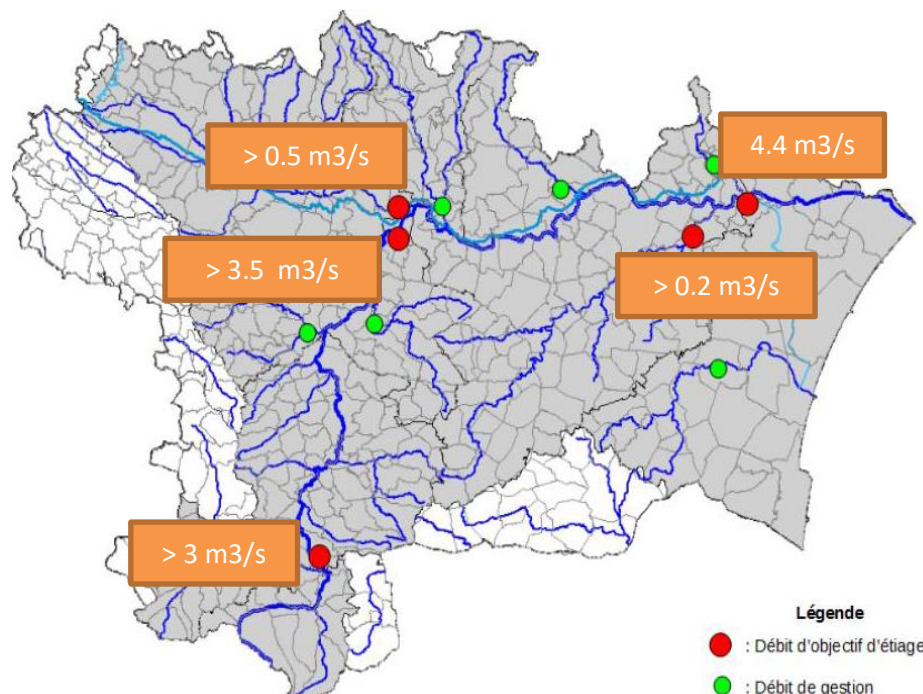 > 0.5 m3/s
4.4 m3/s
> 3.5 m3/s
> 0.2 m3/s
> 3 m3/s
Légende
: Débit d'objectif d'étiage
: Débit de gestion